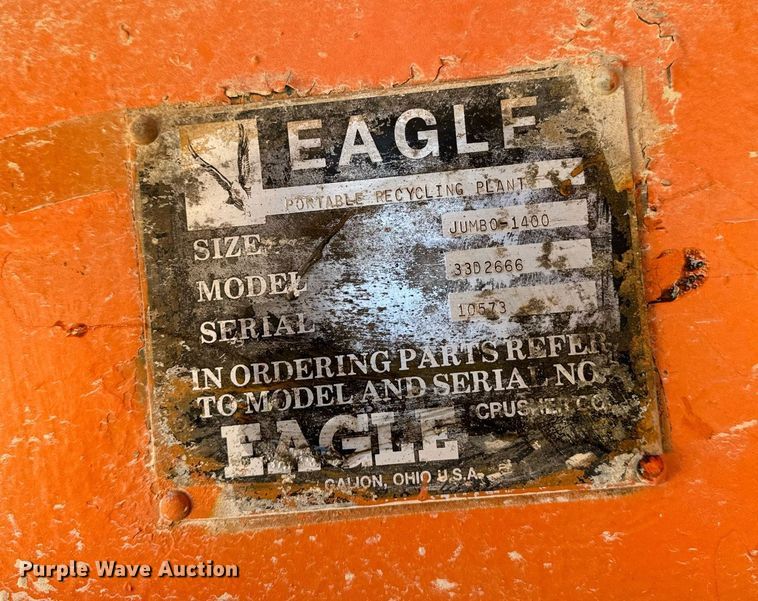 EAGLE
PORTABLE RECYCLING PLANT
SIZE JUMBO-1400
MODEL 33D2666
SERIAL 10573
IN ORDERING PARTS REFER
TO MODEL AND SERIAL NO.
EAGLE CRUSHER CO.
GALION, OHIO U.S.A.
Purple Wave Auction